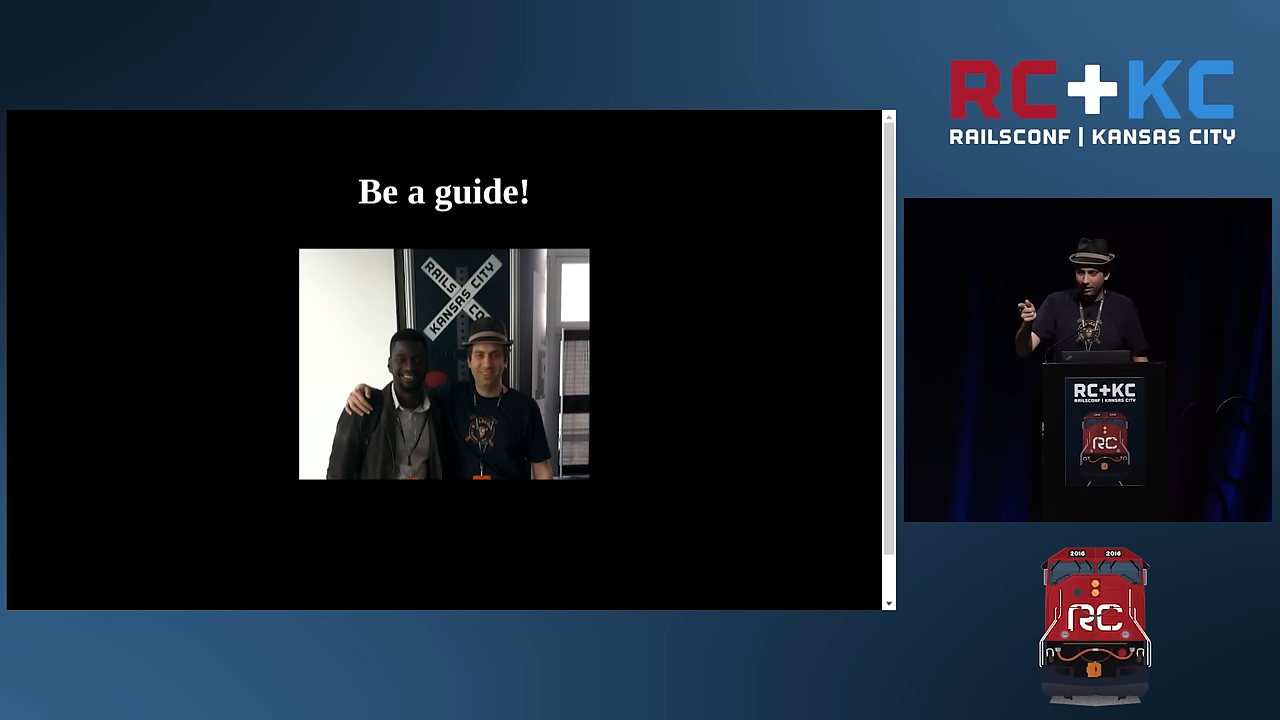 Be a guide!
RAILS CO
KANSAS CITY
RC+KC
RAILSCONF | KANSAS CITY
RC+KC
RAILSCONF | KANSAS CITY
RC
2016 2016
RC